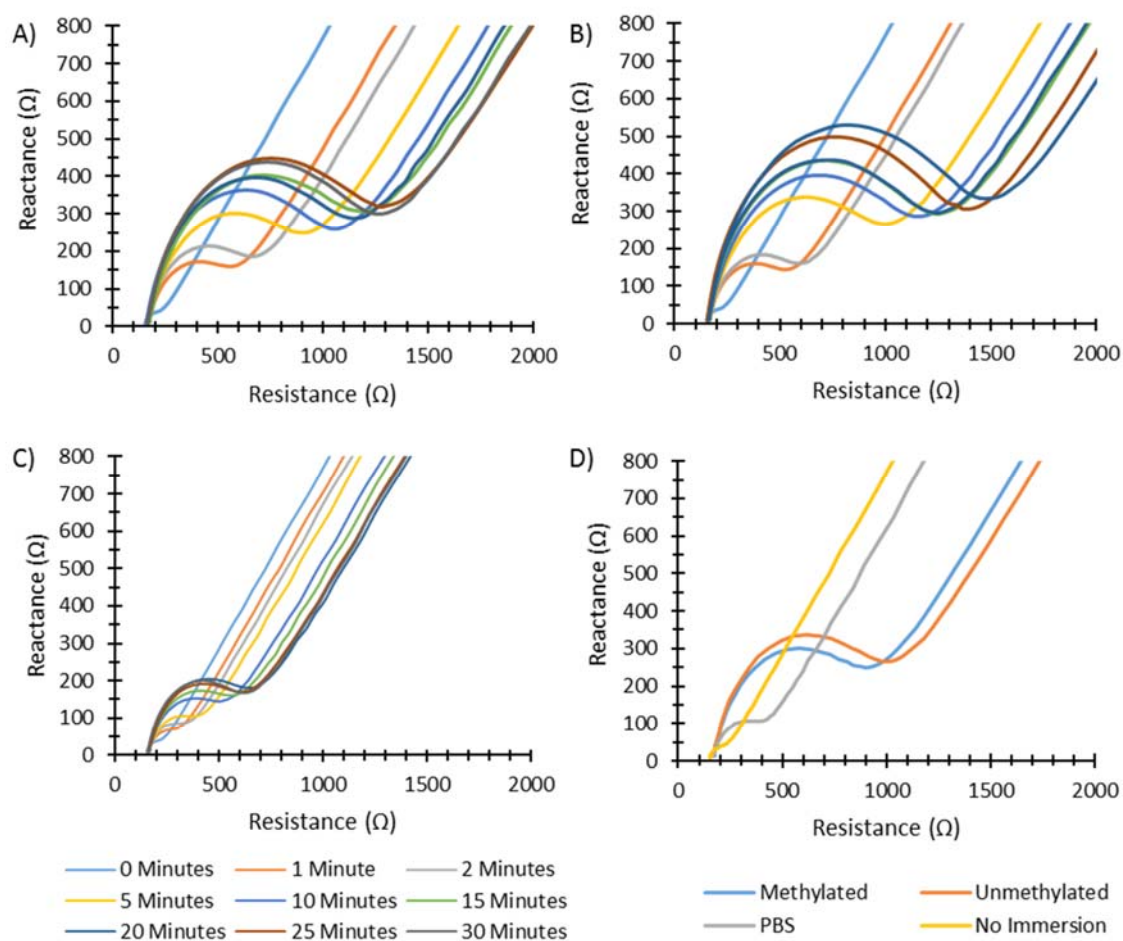 A)
800
700
600
500
400
300
200
100
0
Reactance (Ω)
0 500 1000 1500 2000
Resistance (Ω)
B)
800
700
600
500
400
300
200
100
0
Reactance (Ω)
0 500 1000 1500 2000
Resistance (Ω)
C)
800
700
600
500
400
300
200
100
0
Reactance (Ω)
0 500 1000 1500 2000
Resistance (Ω)
0 Minutes 1 Minute 2 Minutes
5 Minutes 10 Minutes 15 Minutes
20 Minutes 25 Minutes 30 Minutes
D)
800
700
600
500
400
300
200
100
0
Reactance (Ω)
0 500 1000 1500 2000
Resistance (Ω)
Methylated Unmethylated
PBS No Immersion